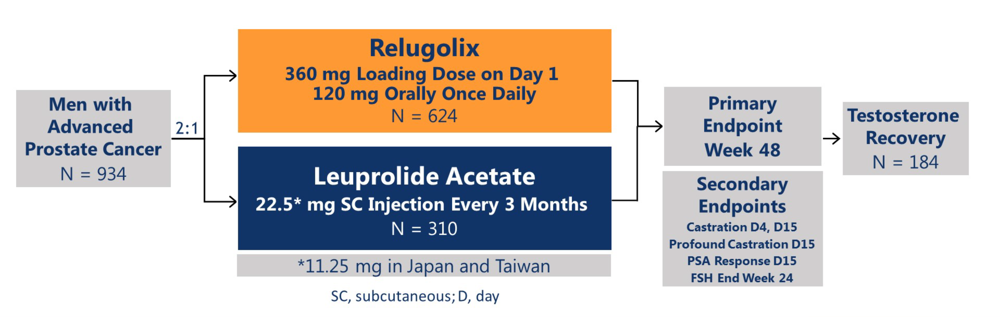 Men with
Advanced
Prostate Cancer
N = 934
2:1
Relugolix
360 mg Loading Dose on Day 1
120 mg Orally Once Daily
N = 624
Leuprolide Acetate
22.5* mg SC Injection Every 3 Months
N = 310
*11.25 mg in Japan and Taiwan
SC, subcutaneous; D, day
Primary
Endpoint
Week 48
Secondary
Endpoints
Castration D4, D15
Profound Castration D15
PSA Response D15
FSH End Week 24
Testosterone
Recovery
N = 184